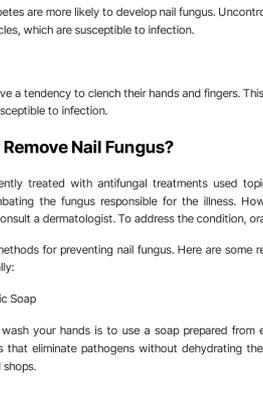 betes are more likely to develop nail fungus. Uncontro
cles, which are susceptible to infection.
ve a tendency to clench their hands and fingers. This
sceptible to infection.
Remove Nail Fungus?
ently treated with antifungal treatments used topi
nbating the fungus responsible for the illness. How
onsult a dermatologist. To address the condition, ora
methods for preventing nail fungus. Here are some re
lly:
ic Soap
wash your hands is to use a soap prepared from e
s that eliminate pathogens without dehydrating the
l shops.